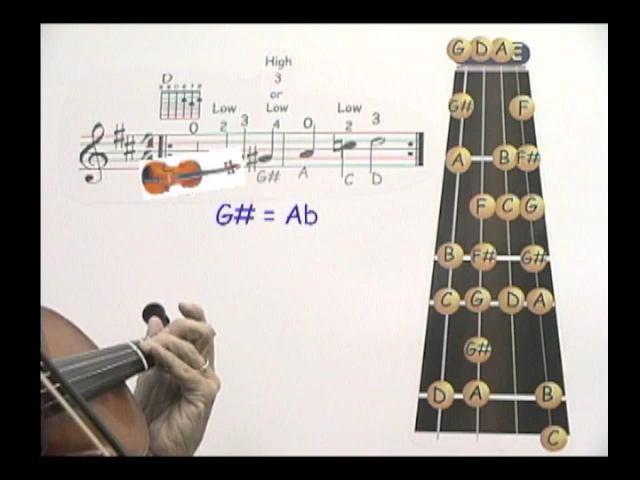 High
3
D or
Low Low Low
0 2 3 4 0 2 3
G# A C D
G# = Ab
G D A E
G# F
A B F#
F C G
B F# G#
C G D A
G#
D A B
C